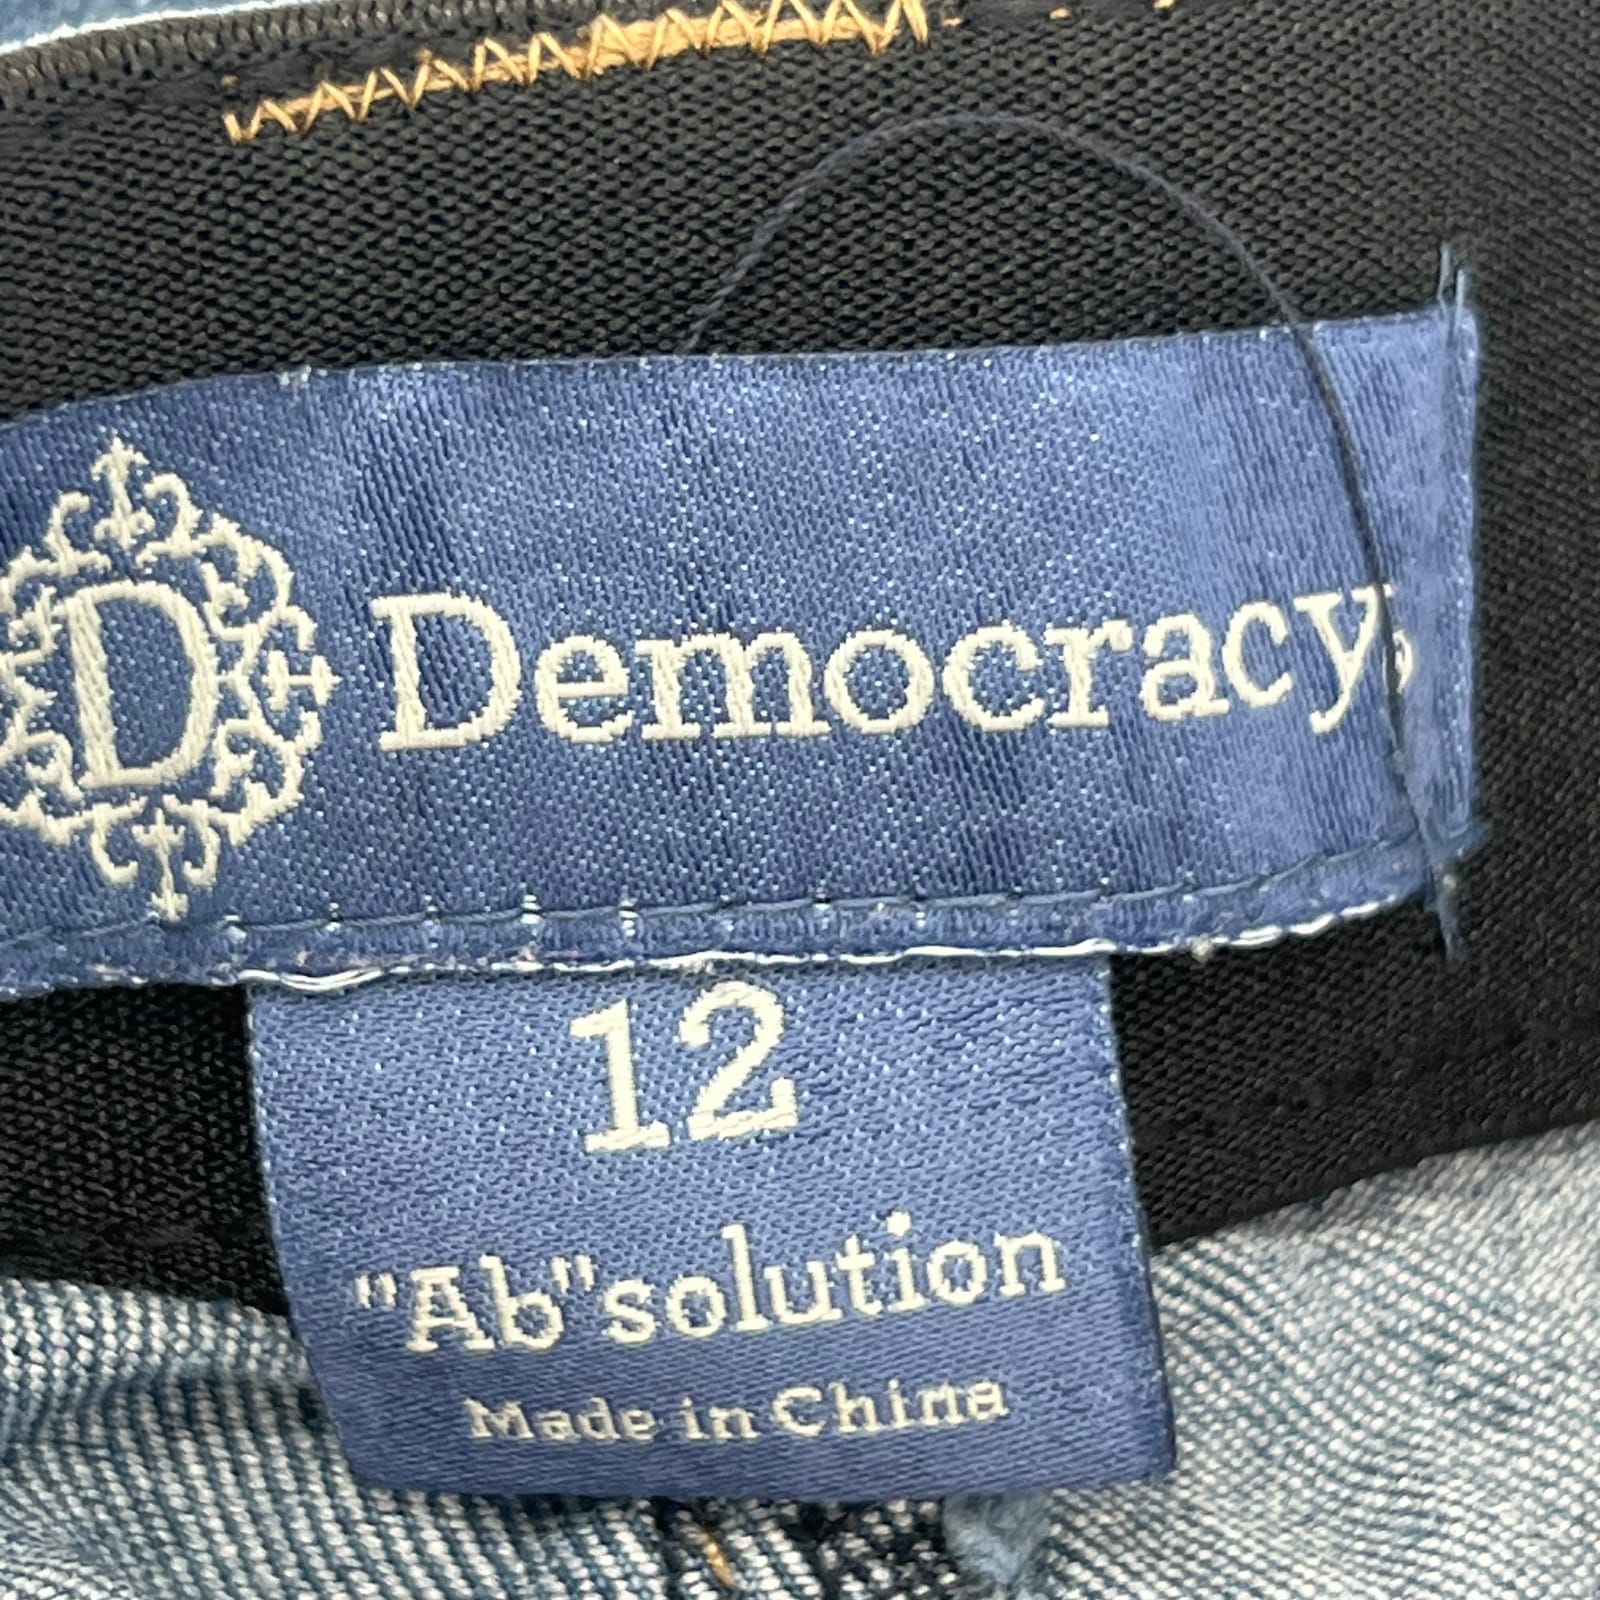 D Democracy
12
"Ab"solution
Made in China